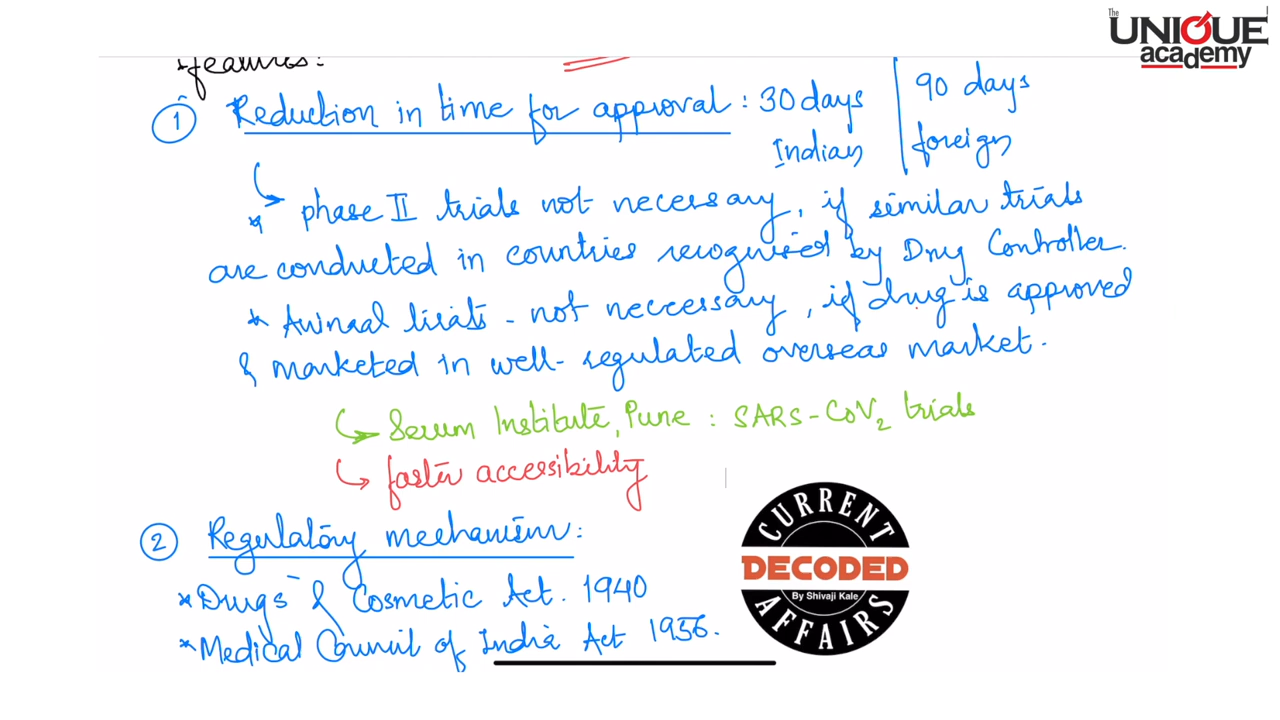 The
UNIQUE
academy
*features:
① Reduction in time for approval : 30 days | 90 days
Indian | foreign
* phase II trials not necessary, if similar trials
are conducted in countries recognised by Drug Controller.
* Animal trials - not neccessary, if drug is approved
& marketed in well-regulated overseas market.
↳ Serum Institute, Pune : SARS-CoV2 trials
↳ faster accessibility
② Regulatory mechanism:
* Drugs & Cosmetic Act. 1940
* Medical Council of India Act 1956.
CURRENT
DECODED
By Shivaji Kale
AFFAIRS